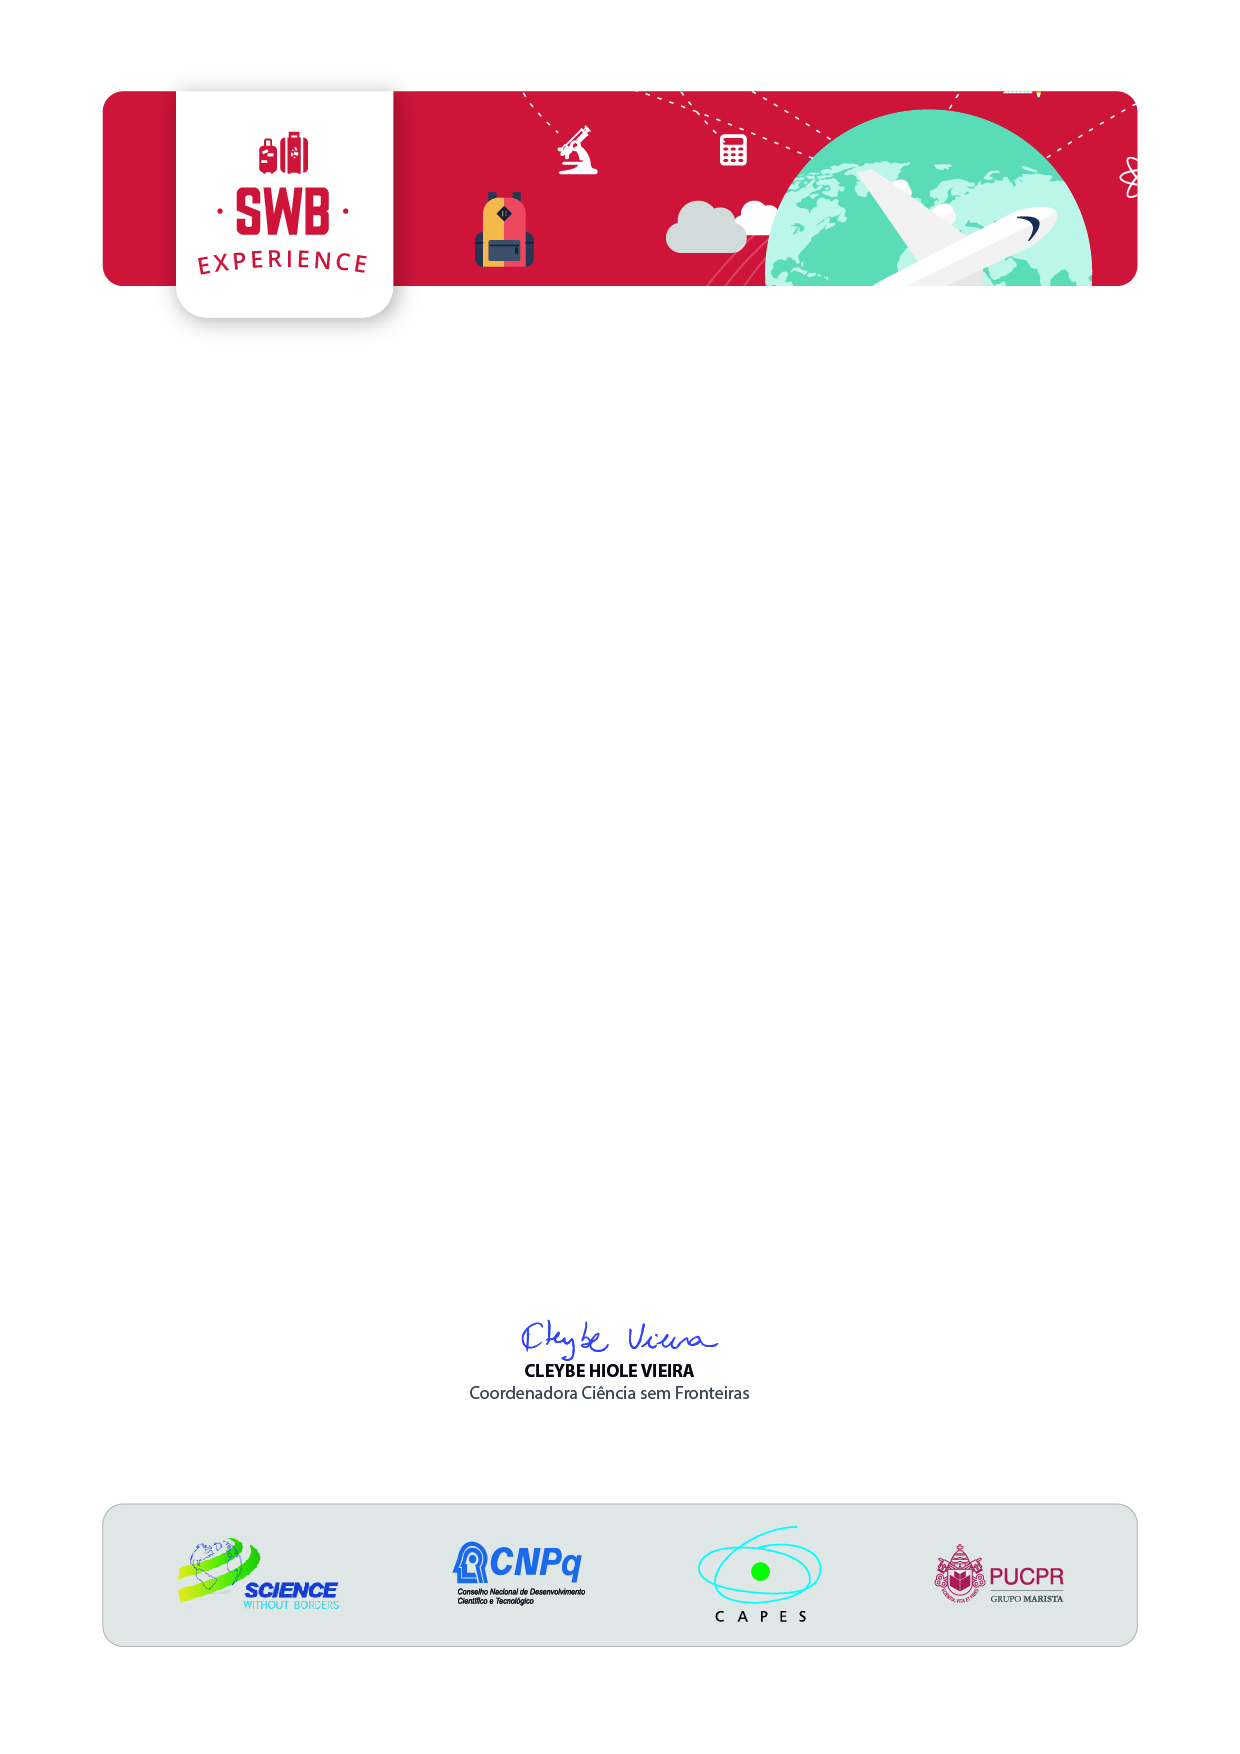 SWB
EXPERIENCE
Cleybe Vieira
CLEYBE HIOLE VIEIRA
Coordenadora Ciência sem Fronteiras
SCIENCE
WITHOUT BORDERS
CNPq
Conselho Nacional de Desenvolvimento
Científico e Tecnológico
CAPES
PUCPR
GRUPO MARISTA